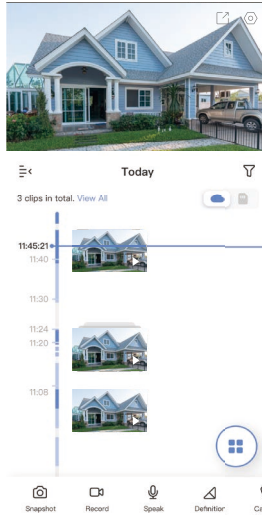 Today
3 clips in total. View All
11:45:21
11:40
11:30
11:24
11:20
11:08
Snapshot
Record
Speak
Definition
Ca